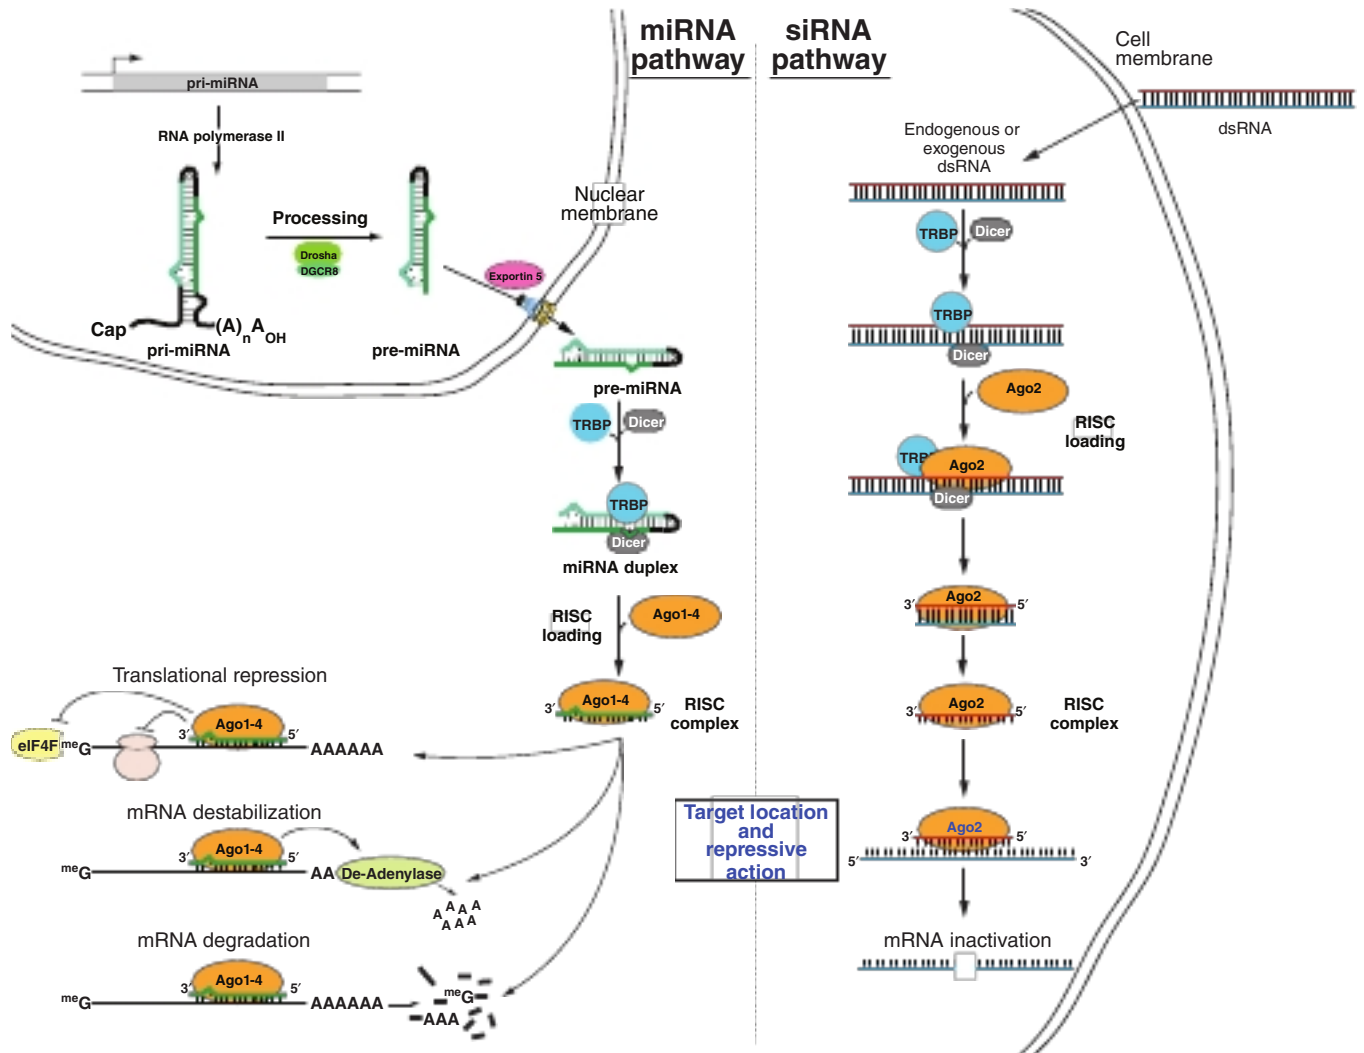 miRNA
pathway
siRNA
pathway
Cell
membrane
dsRNA
pri-miRNA
RNA polymerase II
Processing
Drosha
DGCR8
Cap
(A)nAOH
pri-miRNA
pre-miRNA
Exportin 5
Nuclear
membrane
pre-miRNA
TRBP
Dicer
TRBP
Dicer
miRNA duplex
RISC
loading
Ago1-4
3′
Ago1-4
5′
RISC
complex
Translational repression
eIF4F
meG
3′
Ago1-4
5′
AAAAAA
mRNA destabilization
meG
3′
Ago1-4
5′
AA
De-Adenylase
A A A A
A A A
mRNA degradation
meG
3′
Ago1-4
5′
AAAAAA
meG
AAA
Endogenous or
exogenous
dsRNA
TRBP
Dicer
TRBP
Dicer
Ago2
RISC
loading
Ago2
Dicer
3′
Ago2
5′
3′
Ago2
5′
RISC
complex
Target location
and
repressive
action
3′
Ago2
5′
5′
3′
mRNA inactivation